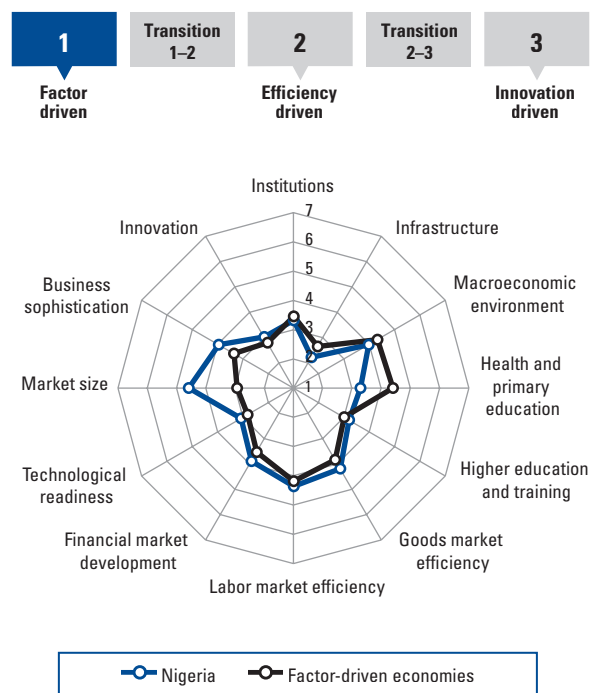 1
Transition
1–2
2
Transition
2–3
3
Factor
driven
Efficiency
driven
Innovation
driven
Institutions
Innovation
Infrastructure
Business
sophistication
Macroeconomic
environment
Market size
Health and
primary
education
Technological
readiness
Higher education
and training
Financial market
development
Goods market
efficiency
Labor market efficiency
7
6
5
4
3
2
1
Nigeria
Factor-driven economies